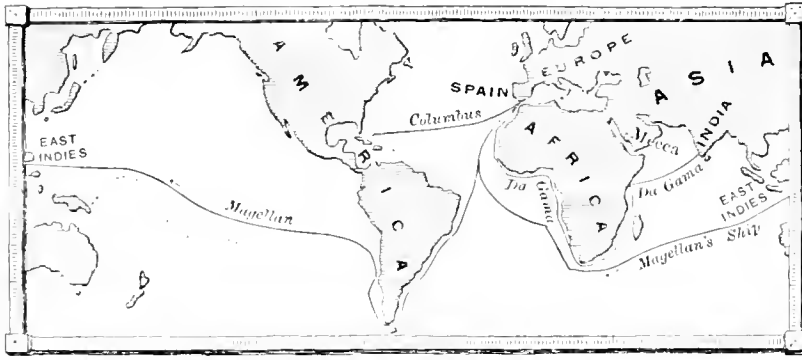 AMERICA
EUROPE
SPAIN
ASIA
Columbus
AFRICA
Mecca
INDIA
EAST
INDIES
Da Gama
Da Gama
EAST
INDIES
Magellan
Magellan's Ship